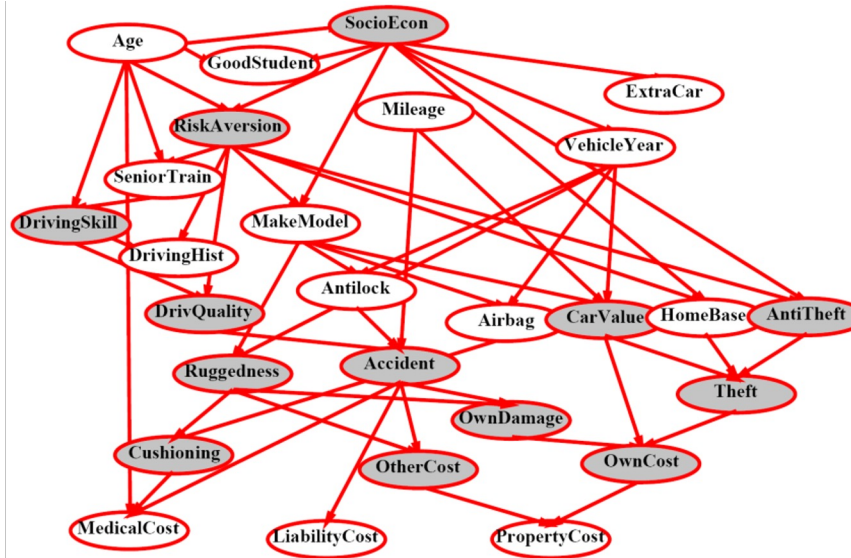 SocioEcon
Age
GoodStudent
ExtraCar
Mileage
RiskAversion
VehicleYear
SeniorTrain
DrivingSkill
MakeModel
DrivingHist
Antilock
DrivQuality
Airbag
CarValue
HomeBase
AntiTheft
Ruggedness
Accident
Theft
OwnDamage
Cushioning
OtherCost
OwnCost
MedicalCost
LiabilityCost
PropertyCost